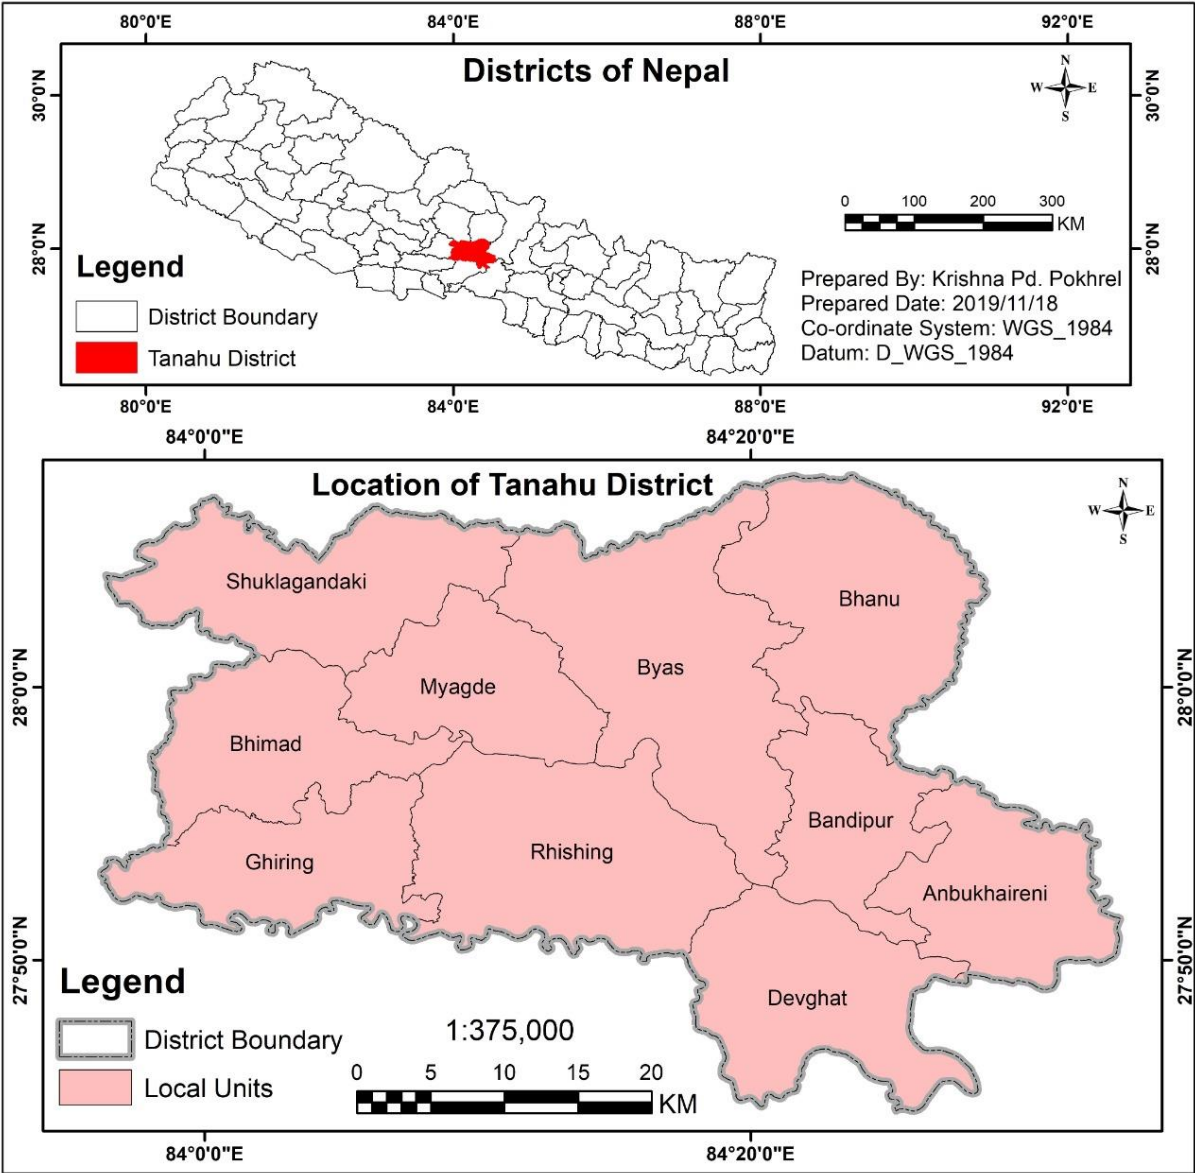 80°0'E 84°0'E 88°0'E 92°0'E
Districts of Nepal
N
W E
S
30°0'N 30°0'N
0 100 200 300
KM
28°0'N 28°0'N
Legend
District Boundary
Tanahu District
Prepared By: Krishna Pd. Pokhrel
Prepared Date: 2019/11/18
Co-ordinate System: WGS_1984
Datum: D_WGS_1984
80°0'E 84°0'E 88°0'E 92°0'E
84°0'0"E 84°20'0"E
Location of Tanahu District
N
W E
S
Shuklagandaki
Bhanu
Byas
Myagde
28°0'0"N 28°0'0"N
Bhimad
Bandipur
Rhishing
Ghiring
Anbukhaireni
27°50'0"N 27°50'0"N
Devghat
Legend
District Boundary
Local Units
1:375,000
0 5 10 15 20
KM
84°0'0"E 84°20'0"E